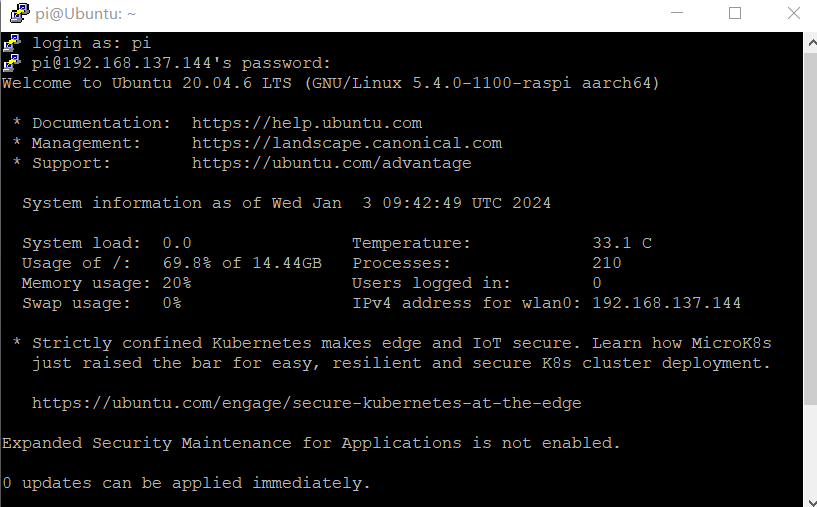 pi@Ubuntu: ~
login as: pi
pi@192.168.137.144's password:
Welcome to Ubuntu 20.04.6 LTS (GNU/Linux 5.4.0-1100-raspi aarch64)
* Documentation:  https://help.ubuntu.com
* Management:     https://landscape.canonical.com
* Support:        https://ubuntu.com/advantage
System information as of Wed Jan  3 09:42:49 UTC 2024
System load:  0.0                Temperature:            33.1 C
Usage of /:   69.8% of 14.44GB   Processes:              210
Memory usage: 20%                Users logged in:        0
Swap usage:   0%                 IPv4 address for wlan0: 192.168.137.144
* Strictly confined Kubernetes makes edge and IoT secure. Learn how MicroK8s
just raised the bar for easy, resilient and secure K8s cluster deployment.
https://ubuntu.com/engage/secure-kubernetes-at-the-edge
Expanded Security Maintenance for Applications is not enabled.
0 updates can be applied immediately.